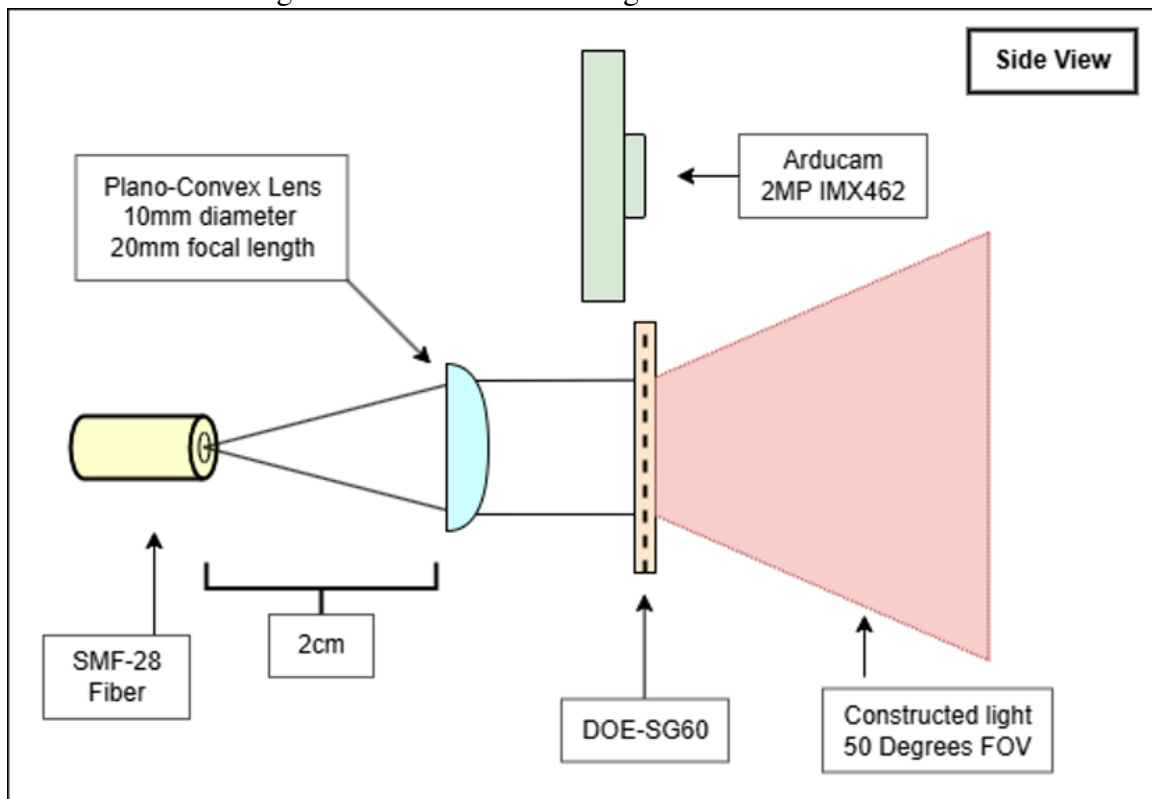 Side View
Plano-Convex Lens
10mm diameter
20mm focal length
Arducam
2MP IMX462
SMF-28
Fiber
2cm
DOE-SG60
Constructed light
50 Degrees FOV